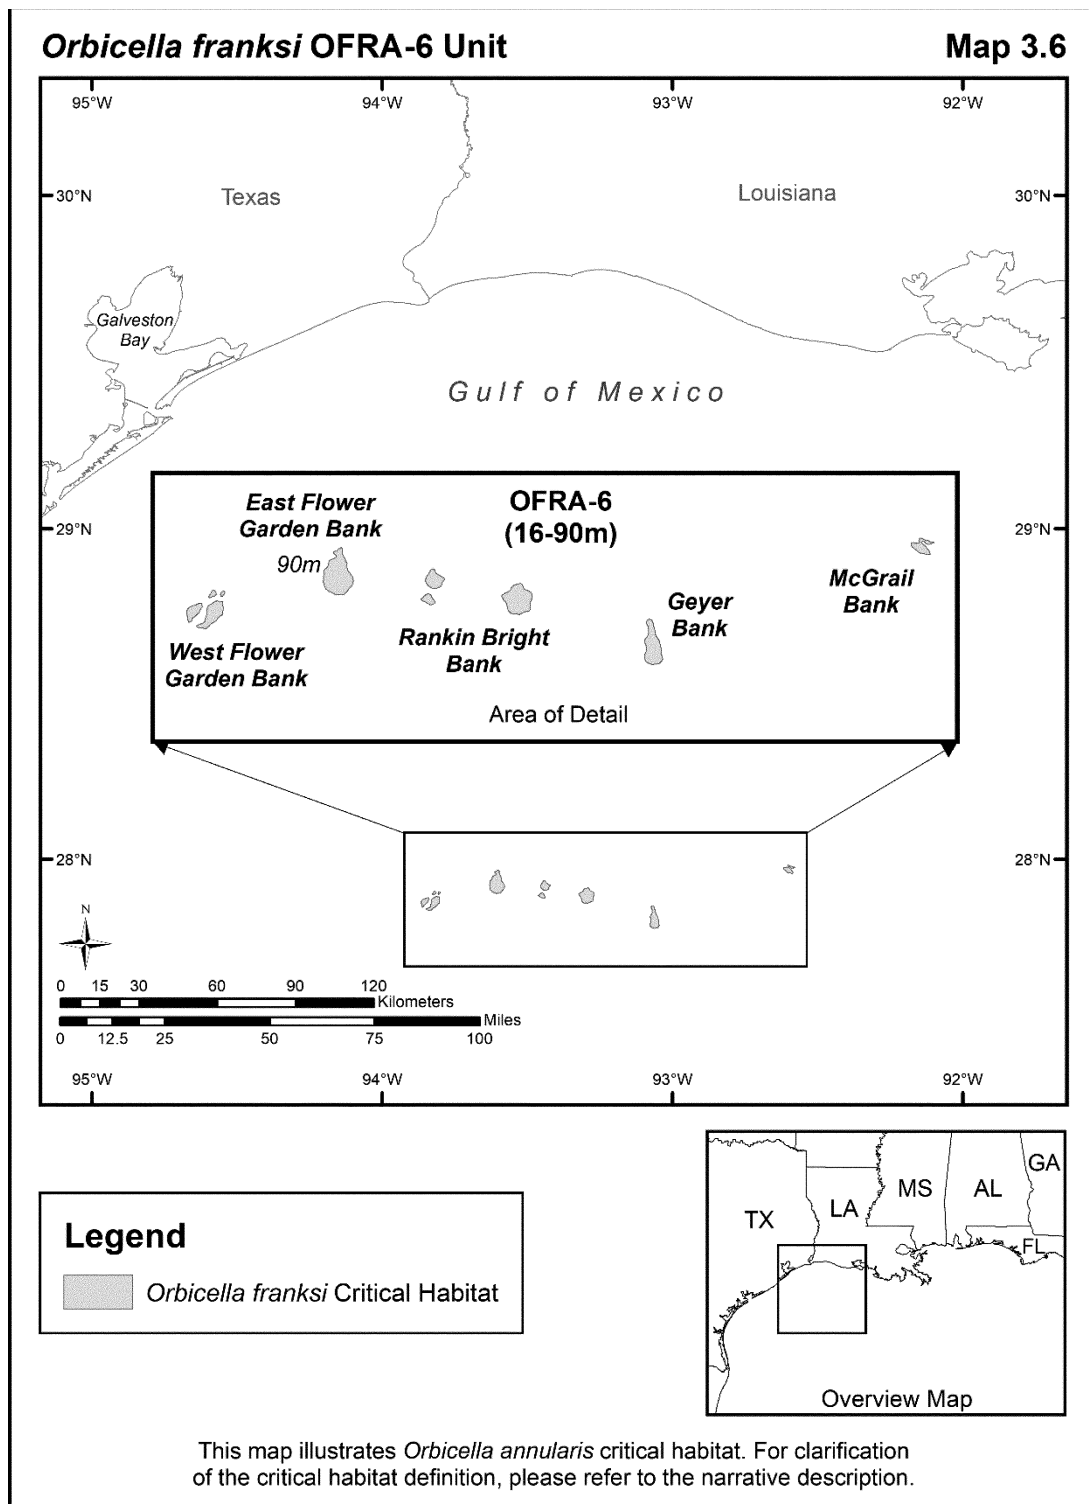 Orbicella franksi OFRA-6 Unit
Map 3.6
95°W
94°W
93°W
92°W
30°N
Texas
Louisiana
30°N
Galveston
Bay
Gulf of Mexico
29°N
29°N
East Flower
Garden Bank
90m
OFRA-6
(16-90m)
McGrail
Bank
Geyer
Bank
Rankin Bright
Bank
West Flower
Garden Bank
Area of Detail
28°N
28°N
N
0 15 30 60 90 120
Kilometers
Miles
0 12.5 25 50 75 100
95°W
94°W
93°W
92°W
Legend
Orbicella franksi Critical Habitat
GA
MS
AL
LA
TX
FL
Overview Map
This map illustrates Orbicella annularis critical habitat. For clarification
of the critical habitat definition, please refer to the narrative description.